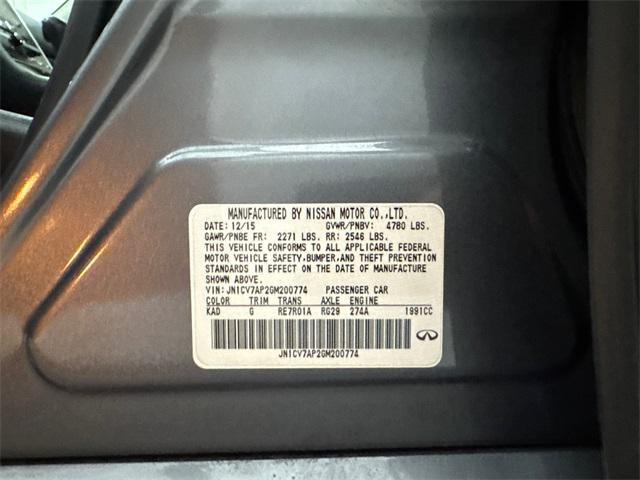 MANUFACTURED BY NISSAN MOTOR CO.,LTD.
DATE: 12/15 GVWR/PNBV: 4780 LBS.
GAWR/PNBE FR: 2271 LBS. RR: 2546 LBS.
THIS VEHICLE CONFORMS TO ALL APPLICABLE FEDERAL
MOTOR VEHICLE SAFETY, BUMPER, AND THEFT PREVENTION
STANDARDS IN EFFECT ON THE DATE OF MANUFACTURE
SHOWN ABOVE.
VIN: JN1CV7AP2GM200774 PASSENGER CAR
COLOR TRIM TRANS AXLE ENGINE
KAD G RE7R01A RG29 274A 1991CC
JN1CV7AP2GM200774